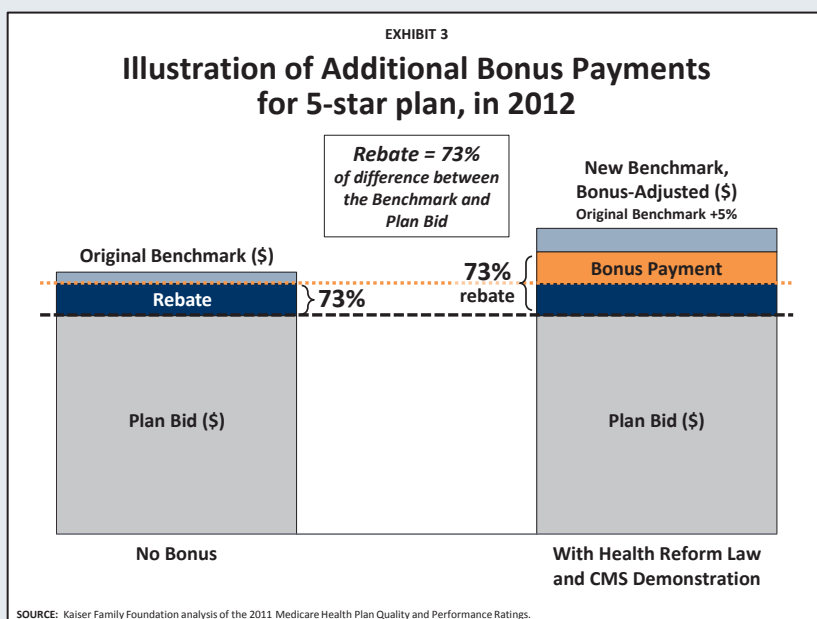 EXHIBIT 3
Illustration of Additional Bonus Payments
for 5-star plan, in 2012
Rebate = 73%
of difference between
the Benchmark and
Plan Bid
New Benchmark,
Bonus-Adjusted ($)
Original Benchmark +5%
Original Benchmark ($)
Rebate
73%
73%
rebate
Bonus Payment
Plan Bid ($)
Plan Bid ($)
No Bonus
With Health Reform Law
and CMS Demonstration
SOURCE: Kaiser Family Foundation analysis of the 2011 Medicare Health Plan Quality and Performance Ratings.